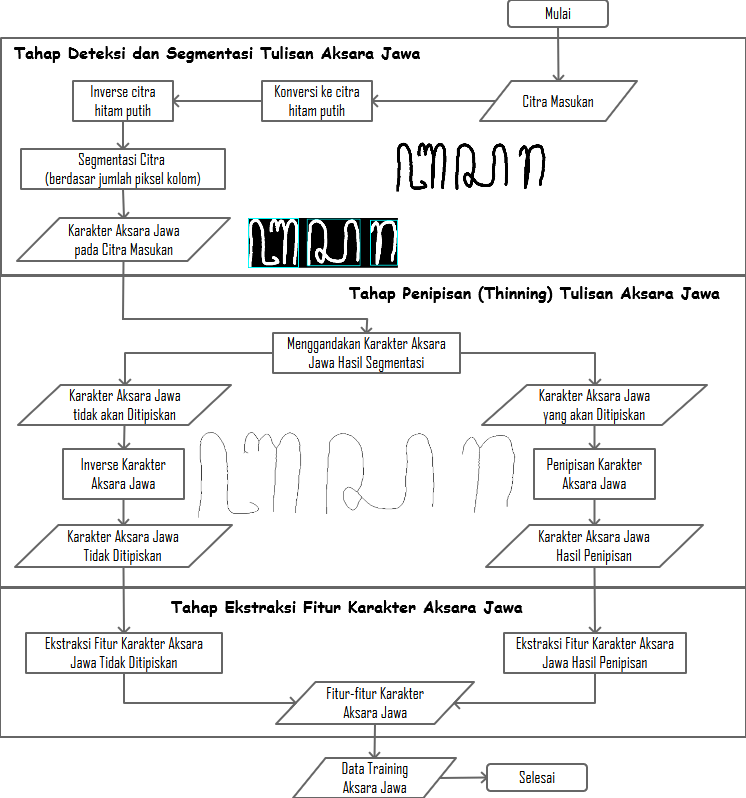 Mulai
Tahap Deteksi dan Segmentasi Tulisan Aksara Jawa
Inverse citra
hitam putih
Konversi ke citra
hitam putih
Citra Masukan
Segmentasi Citra
(berdasar jumlah piksel kolom)
Karakter Aksara Jawa
pada Citra Masukan
Tahap Penipisan (Thinning) Tulisan Aksara Jawa
Menggandakan Karakter Aksara
Jawa Hasil Segmentasi
Karakter Aksara Jawa
tidak akan Ditipiskan
Karakter Aksara Jawa
yang akan Ditipiskan
Inverse Karakter
Aksara Jawa
Penipisan Karakter
Aksara Jawa
Karakter Aksara Jawa
Tidak Ditipiskan
Karakter Aksara Jawa
Hasil Penipisan
Tahap Ekstraksi Fitur Karakter Aksara Jawa
Ekstraksi Fitur Karakter Aksara
Jawa Tidak Ditipiskan
Ekstraksi Fitur Karakter Aksara
Jawa Hasil Penipisan
Fitur-fitur Karakter
Aksara Jawa
Data Training
Aksara Jawa
Selesai